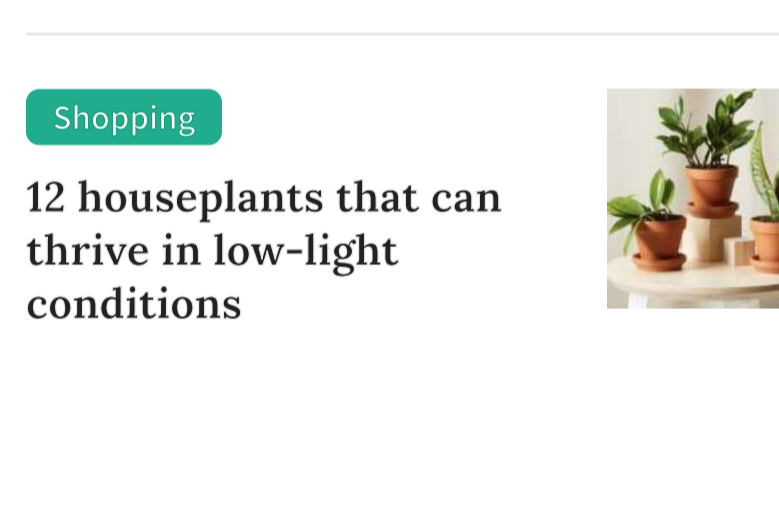 Shopping
12 houseplants that can
thrive in low-light
conditions